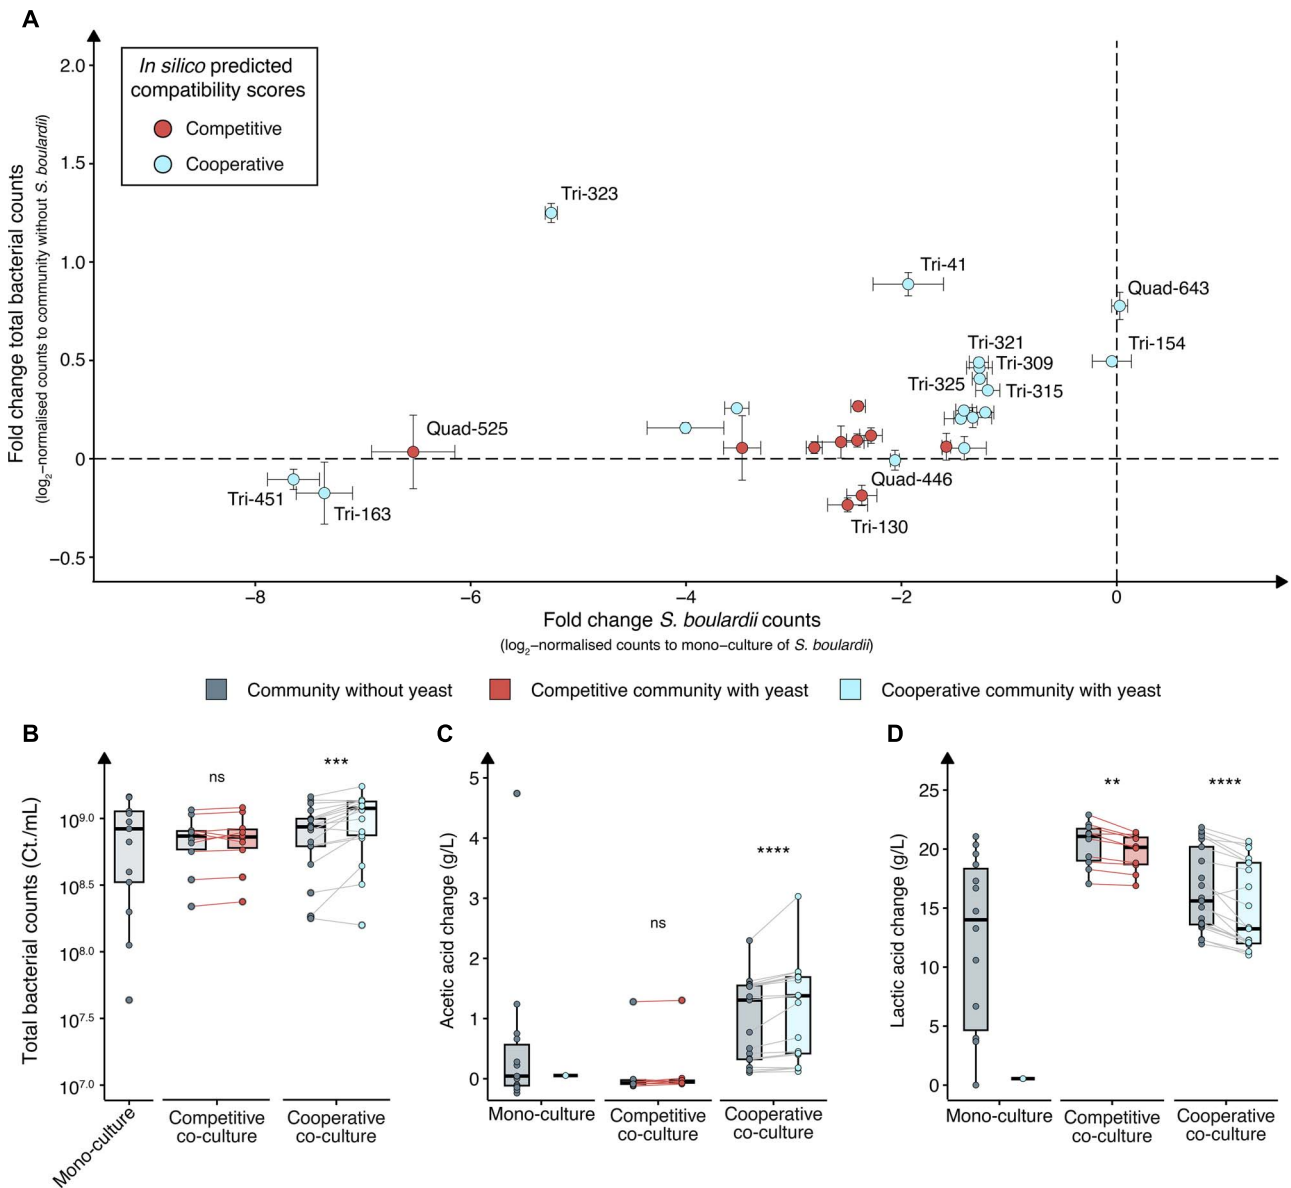 A
In silico predicted
compatibility scores
Competitive
Cooperative
Fold change total bacterial counts
(log2–normalised counts to community without S. boulardii)
2.0
1.5
1.0
0.5
0
−0.5
Tri-323
Tri-41
Quad-643
Tri-321
Tri-154
Tri-309
Tri-325
Tri-315
Quad-525
Quad-446
Tri-451
Tri-163
Tri-130
−8
−6
−4
−2
0
Fold change S. boulardii counts
(log2–normalised counts to mono–culture of S. boulardii)
Community without yeast
Competitive community with yeast
Cooperative community with yeast
B
Total bacterial counts (Ct./mL)
10^9.0
10^8.5
10^8.0
10^7.5
10^7.0
ns
***
Mono-culture
Competitive
co-culture
Cooperative
co-culture
C
Acetic acid change (g/L)
5
4
3
2
1
0
ns
****
Mono-culture
Competitive
co-culture
Cooperative
co-culture
D
Lactic acid change (g/L)
25
20
15
10
5
0
**
****
Mono-culture
Competitive
co-culture
Cooperative
co-culture